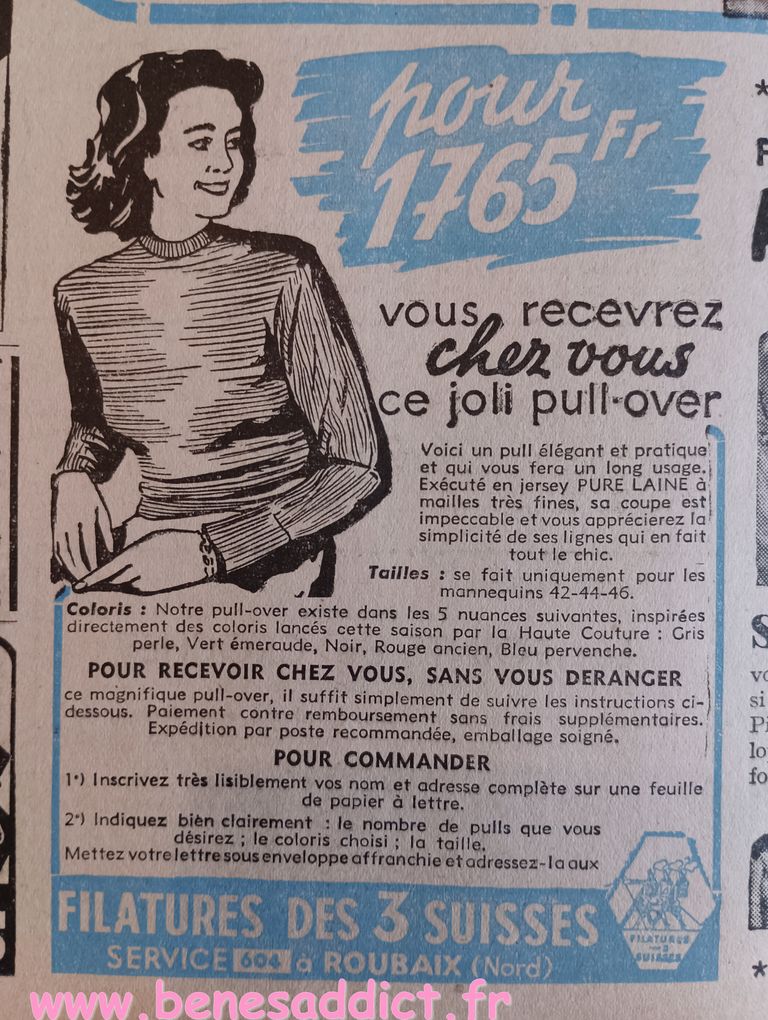 pour
1765 Fr
vous recevrez
chez vous
ce joli pull-over
Voici un pull élégant et pratique
et qui vous fera un long usage.
Exécuté en jersey PURE LAINE à
mailles très fines, sa coupe est
impeccable et vous apprécierez la
simplicité de ses lignes qui en fait
tout le chic.
Tailles : se fait uniquement pour les
mannequins 42-44-46.
Coloris : Notre pull-over existe dans les 5 nuances suivantes, inspirées
directement des coloris lancés cette saison par la Haute Couture : Gris
perle, Vert émeraude, Noir, Rouge ancien, Bleu pervenche.
POUR RECEVOIR CHEZ VOUS, SANS VOUS DERANGER
ce magnifique pull-over, il suffit simplement de suivre les instructions ci-
dessous. Paiement contre remboursement sans frais supplémentaires.
Expédition par poste recommandée, emballage soigné.
POUR COMMANDER
1°) Inscrivez très lisiblement vos nom et adresse complète sur une feuille
de papier à lettre.
2°) Indiquez bien clairement : le nombre de pulls que vous
désirez ; le coloris choisi ; la taille.
Mettez votre lettre sous enveloppe affranchie et adressez-la aux
FILATURES DES 3 SUISSES
SERVICE 604 à ROUBAIX (Nord)
FILATURES
3
SUISSES
www.benesaddict.fr